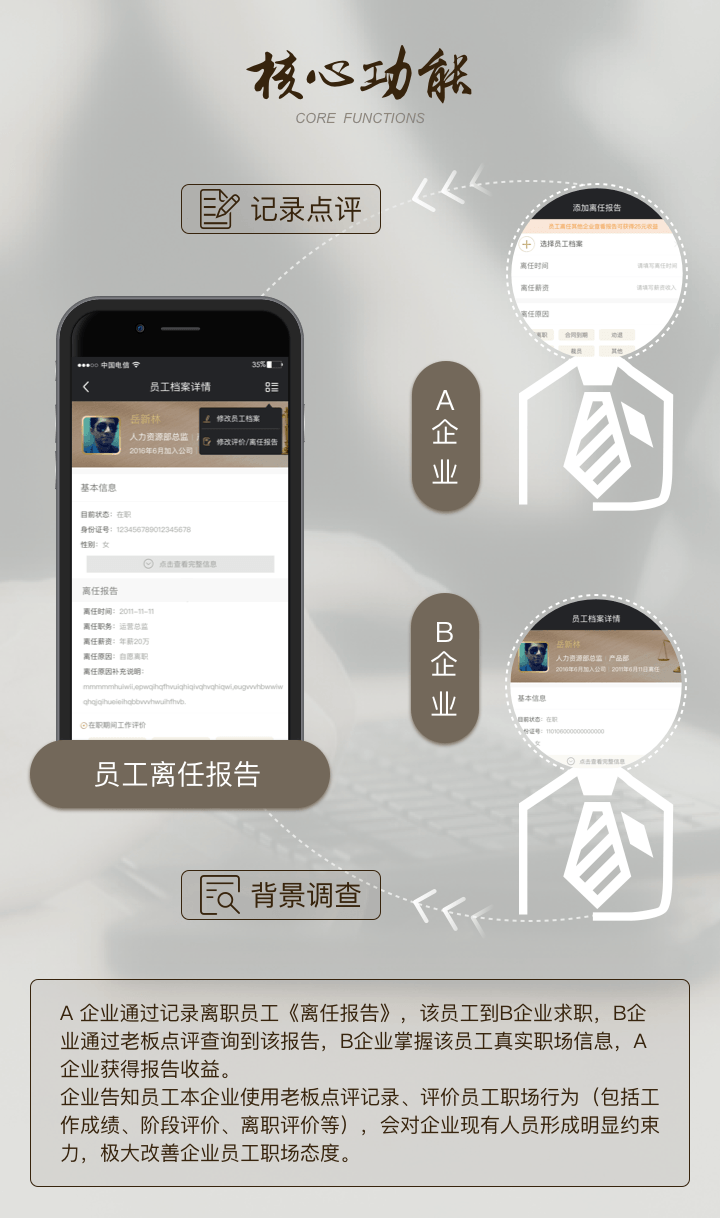 核心功能
CORE FUNCTIONS
记录点评
添加离任报告
员工离任其他企业查看报告可获得35元收益
选择员工档案
离任时间
请填写离任时间
离任薪资
请填写薪资收入
离任原因
离职
合同到期
劝退
裁员
其他
A企业
中国电信
35%
员工档案详情
岳新林
人力资源部总监
2016年6月加入公司
修改员工档案
修改评价/离任报告
基本信息
目前状态：在职
身份证号：123456789012345678
性别：女
点击查看完整信息
离任报告
离任时间：2011-11-11
离任职务：运营总监
离任薪资：年薪20万
离任原因：自愿离职
离任原因补充说明：
在职期间工作评价
员工离任报告
B企业
员工档案详情
岳新林
人力资源部总监 | 产品部
2016年6月加入公司：2011年6月11日离任
基本信息
目前状态：在职
身份证号：110106000000000000
女
点击查看完整信息
背景调查
A 企业通过记录离职员工《离任报告》，该员工到B企业求职，B企
业通过老板点评查询到该报告，B企业掌握该员工真实职场信息，A
企业获得报告收益。
企业告知员工本企业使用老板点评记录、评价员工职场行为（包括工
作成绩、阶段评价、离职评价等），会对企业现有人员形成明显约束
力，极大改善企业员工职场态度。